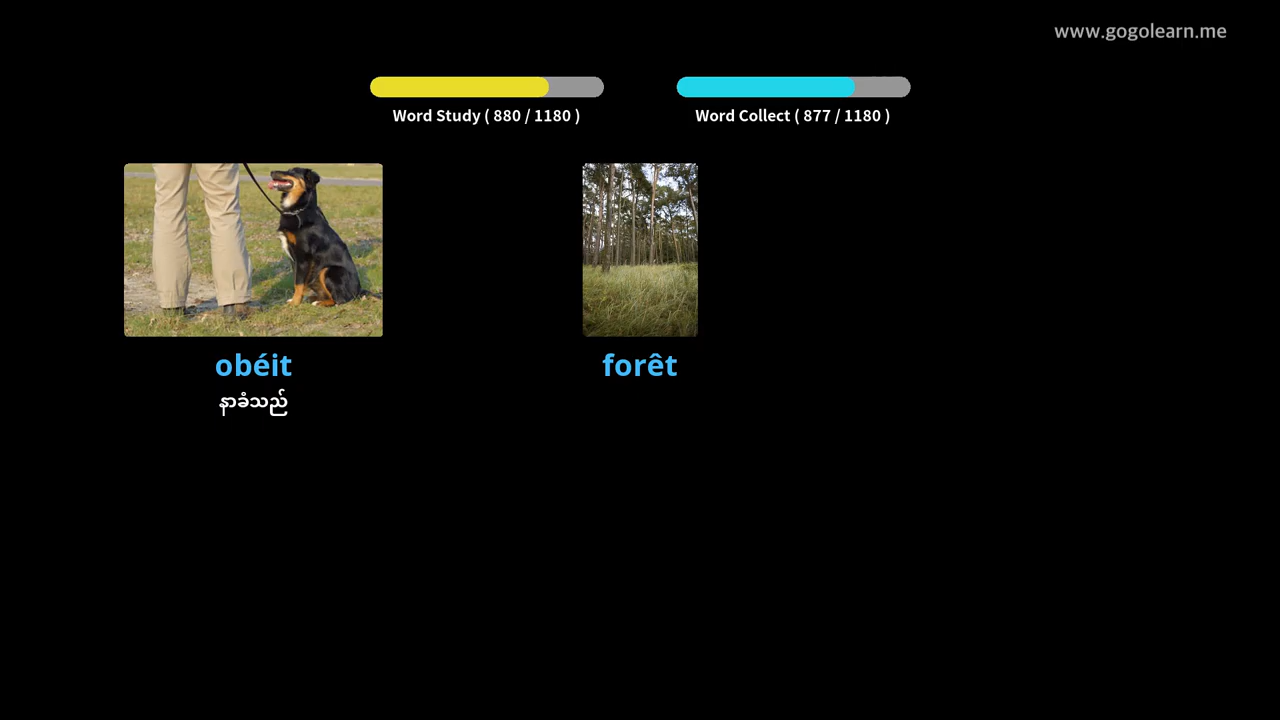 www.gogolearn.me
Word Study ( 880 / 1180 )
Word Collect ( 877 / 1180 )
obéit
နာခံသည်
forêt